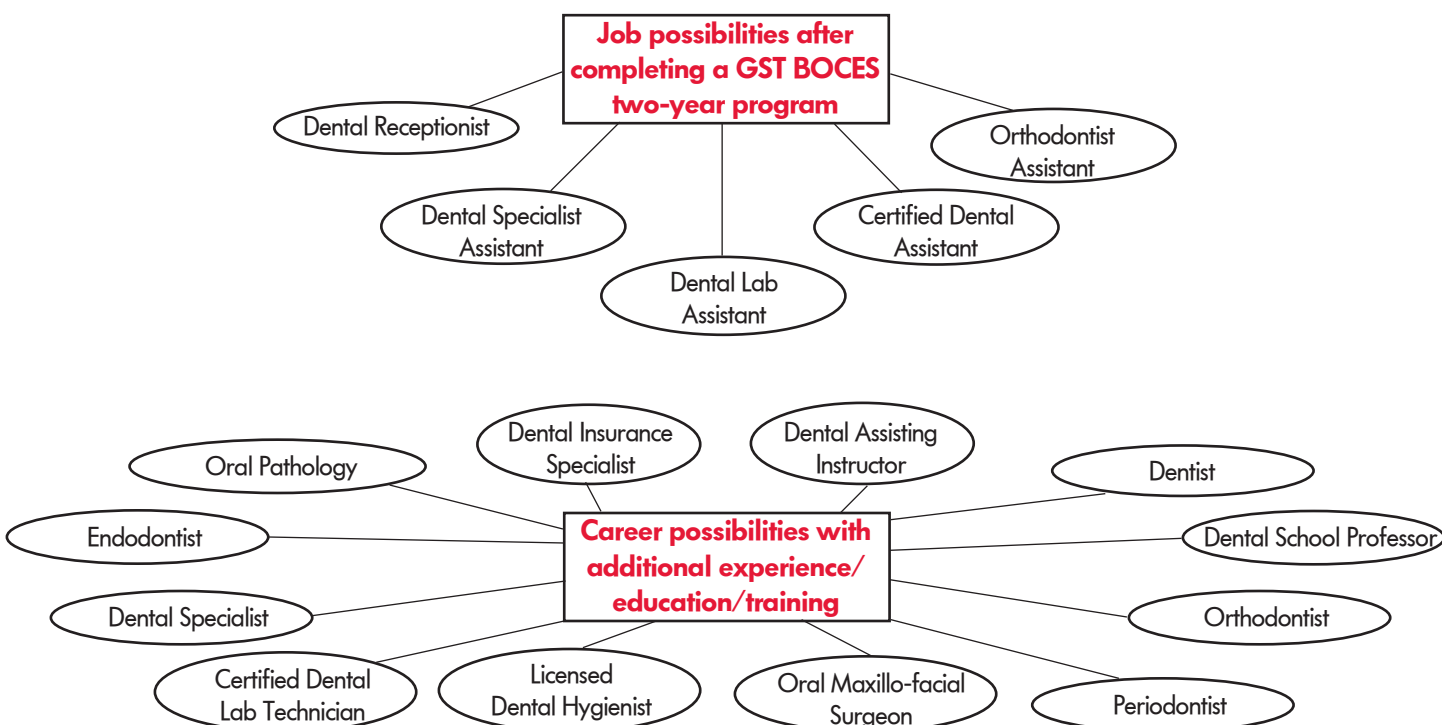 Job possibilities after
completing a GST BOCES
two-year program
Dental Receptionist
Orthodontist
Assistant
Dental Specialist
Assistant
Certified Dental
Assistant
Dental Lab
Assistant
Dental Insurance
Specialist
Dental Assisting
Instructor
Oral Pathology
Dentist
Endodontist
Career possibilities with
additional experience/
education/training
Dental School Professor
Dental Specialist
Orthodontist
Certified Dental
Lab Technician
Licensed
Dental Hygienist
Oral Maxillo-facial
Surgeon
Periodontist